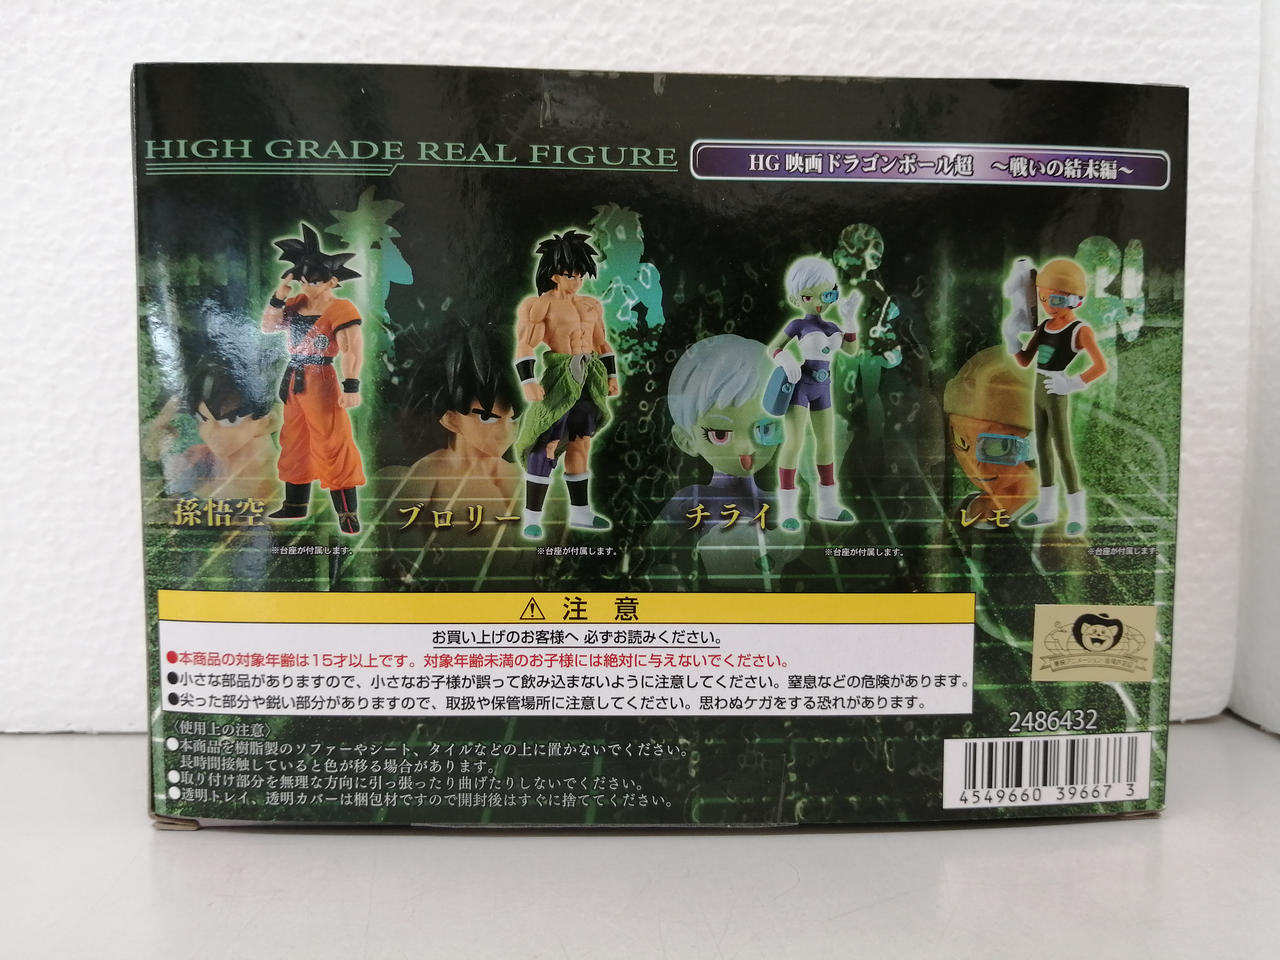 HIGH GRADE REAL FIGURE
HG 映画ドラゴンボール超 〜戦いの結末編〜
孫悟空
ブロリー
チライ
レモ
※台座が付属します。
※台座が付属します。
※台座が付属します。
※台座が付属します。
⚠ 注 意
お買い上げのお客様へ 必ずお読みください。
●本商品の対象年齢は15才以上です。対象年齢未満のお子様には絶対に与えないでください。
●小さな部品がありますので、小さなお子様が誤って飲み込まないように注意してください。窒息などの危険があります。
●尖った部分や鋭い部分がありますので、取扱や保管場所に注意してください。思わぬケガをする恐れがあります。
〈使用上の注意〉
●本商品を樹脂製のソファーやシート、タイルなどの上に置かないでください。
長時間接触していると色が移る場合があります。
●取り付け部分を無理な方向に引っ張ったり曲げたりしないでください。
●透明トレイ、透明カバーは梱包材ですので開封後はすぐに捨ててください。
2486432
4549660 39667 3